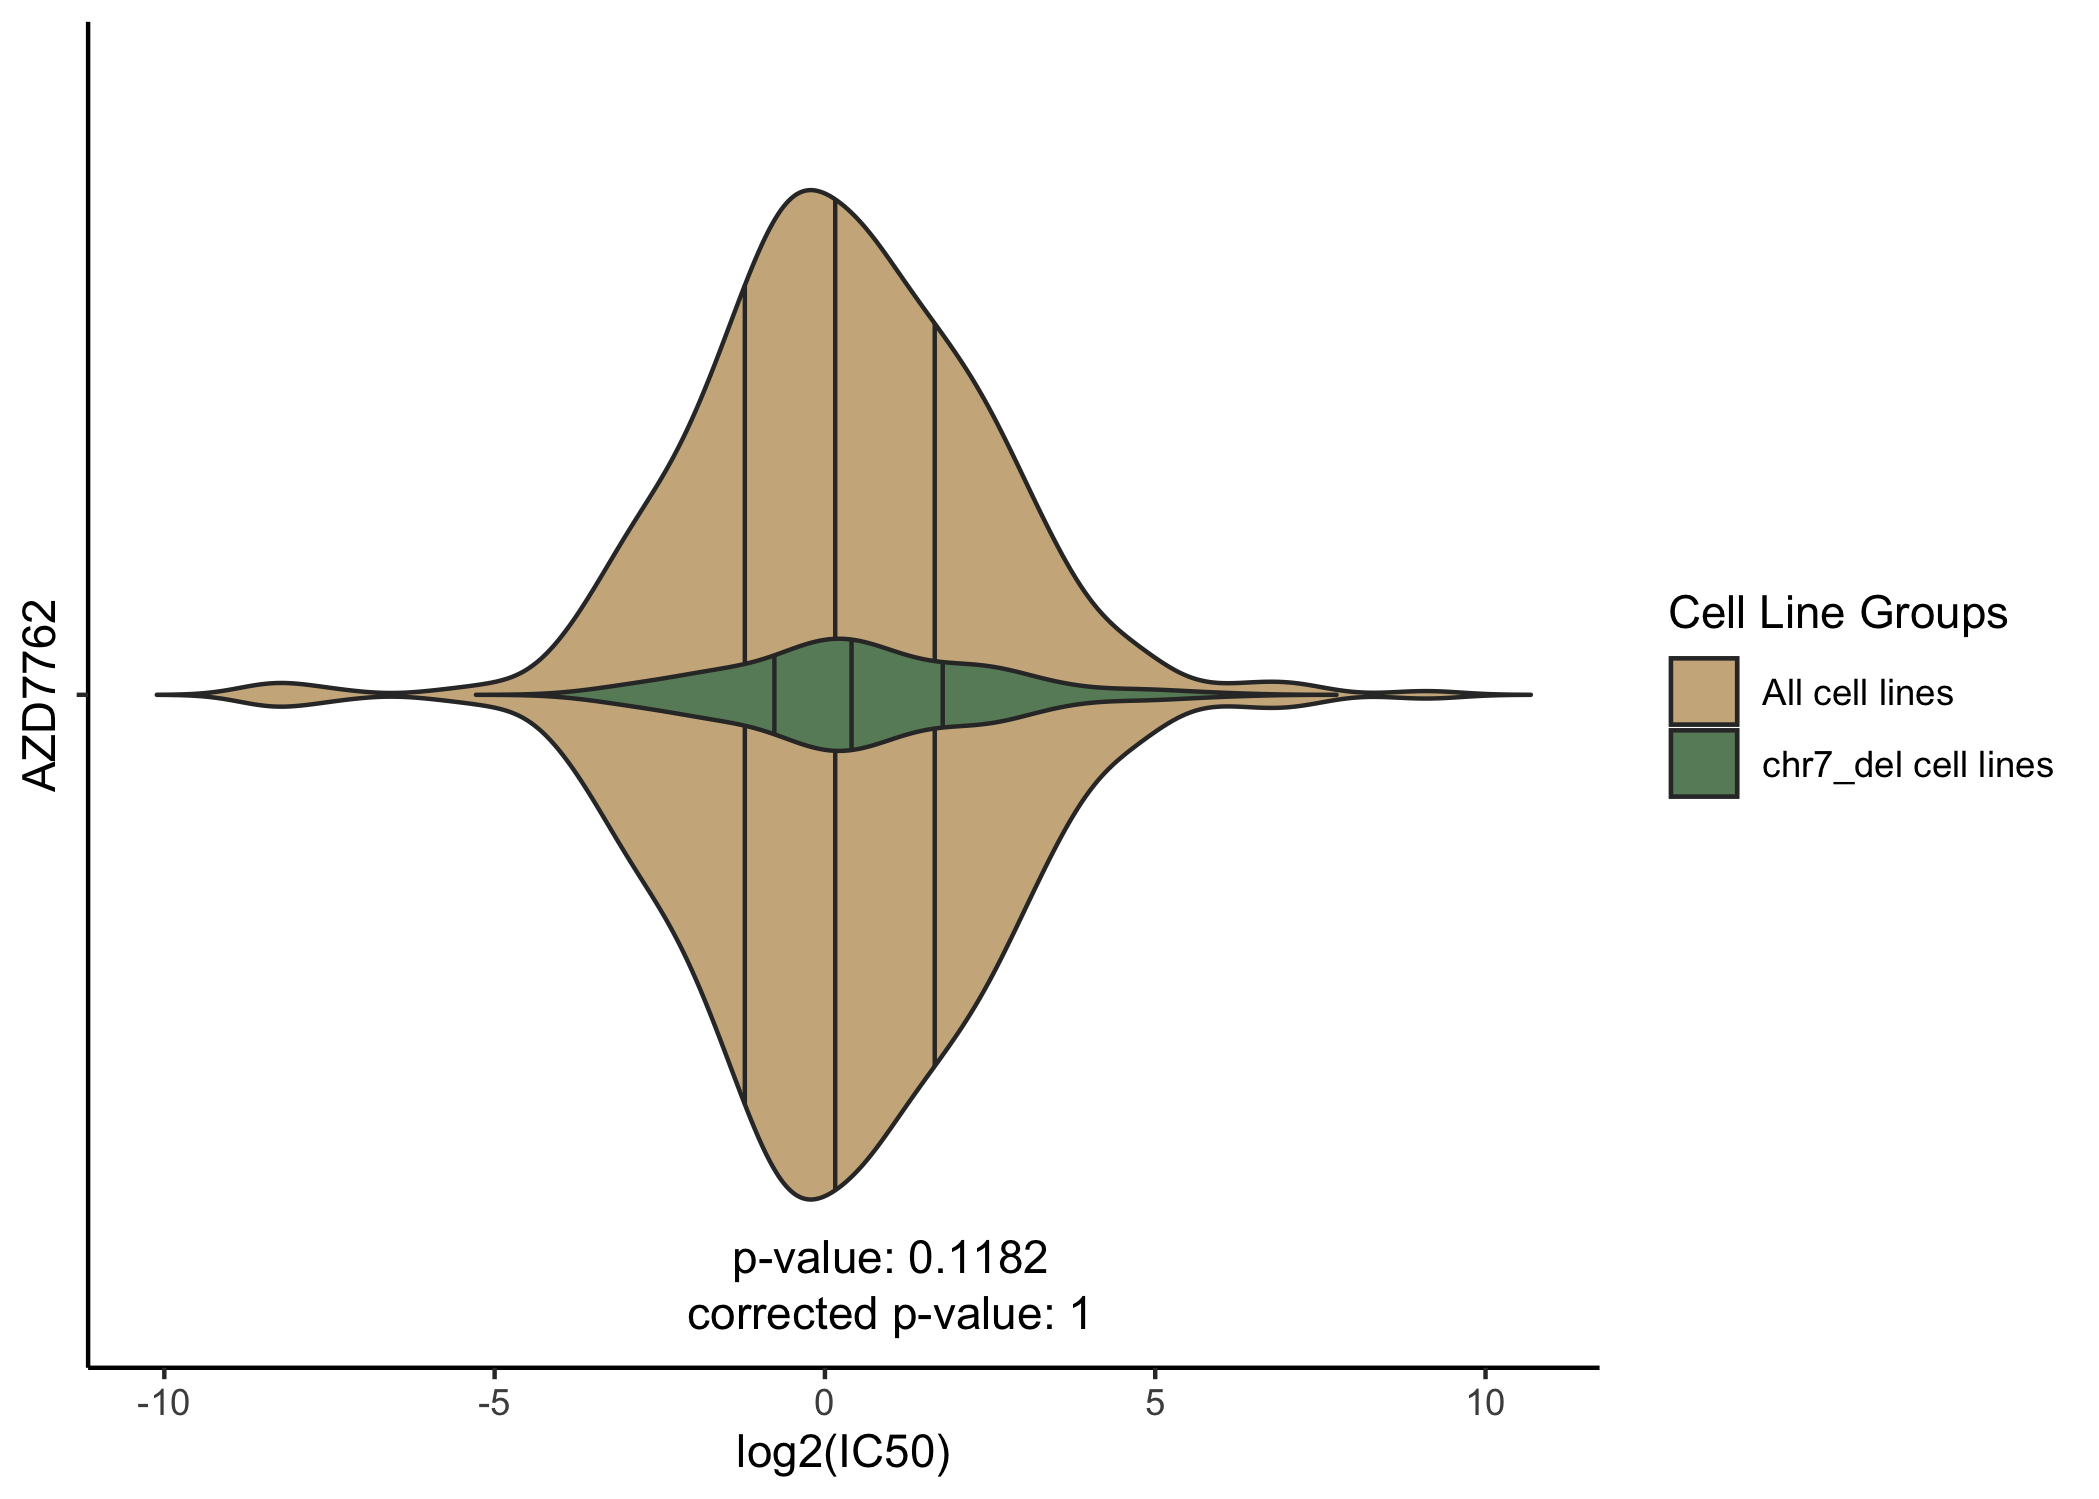 AZD7762
p-value: 0.1182
corrected p-value: 1
-10
-5
0
5
10
log2(IC50)
Cell Line Groups
All cell lines
chr7_del cell lines